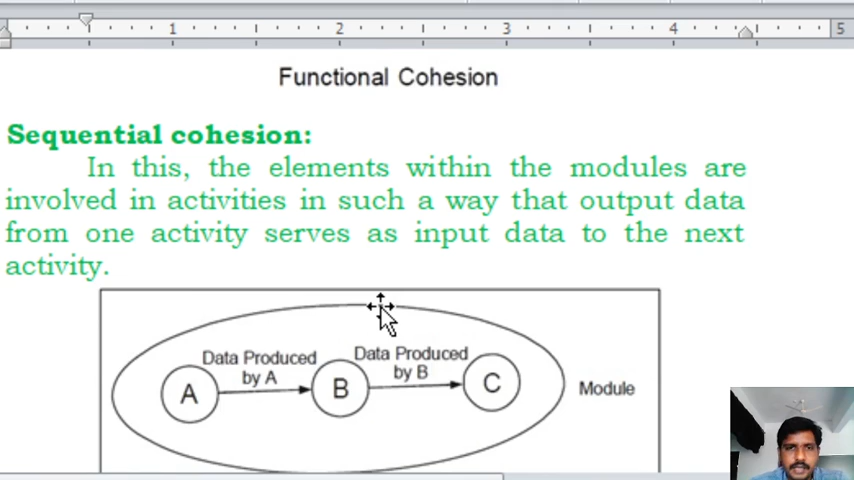 1 2 3 4 5
Functional Cohesion
Sequential cohesion:
In this, the elements within the modules are
involved in activities in such a way that output data
from one activity serves as input data to the next
activity.
Data Produced
by A
Data Produced
by B
A
B
C
Module